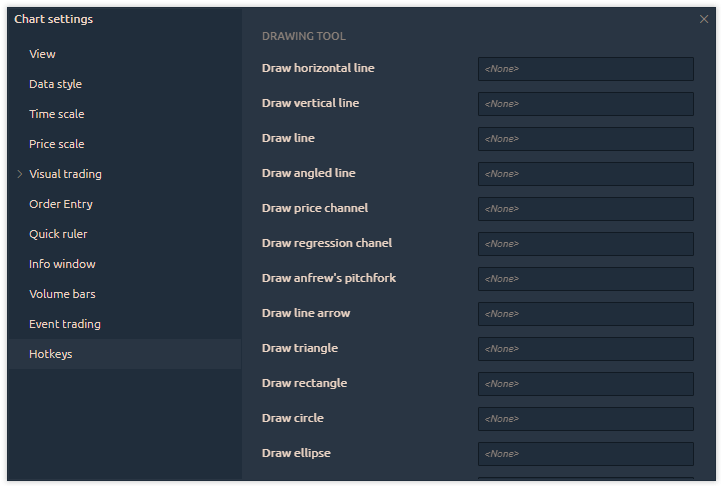 Chart settings
View
Data style
Time scale
Price scale
Visual trading
Order Entry
Quick ruler
Info window
Volume bars
Event trading
Hotkeys
DRAWING TOOL
Draw horizontal line <None>
Draw vertical line <None>
Draw line <None>
Draw angled line <None>
Draw price channel <None>
Draw regression chanel <None>
Draw anfrew's pitchfork <None>
Draw line arrow <None>
Draw triangle <None>
Draw rectangle <None>
Draw circle <None>
Draw ellipse <None>